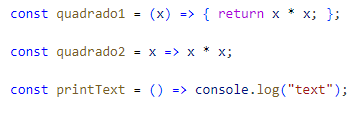 const quadrado1 = (x) => { return x * x; };
const quadrado2 = x => x * x;
const printText = () => console.log("text");